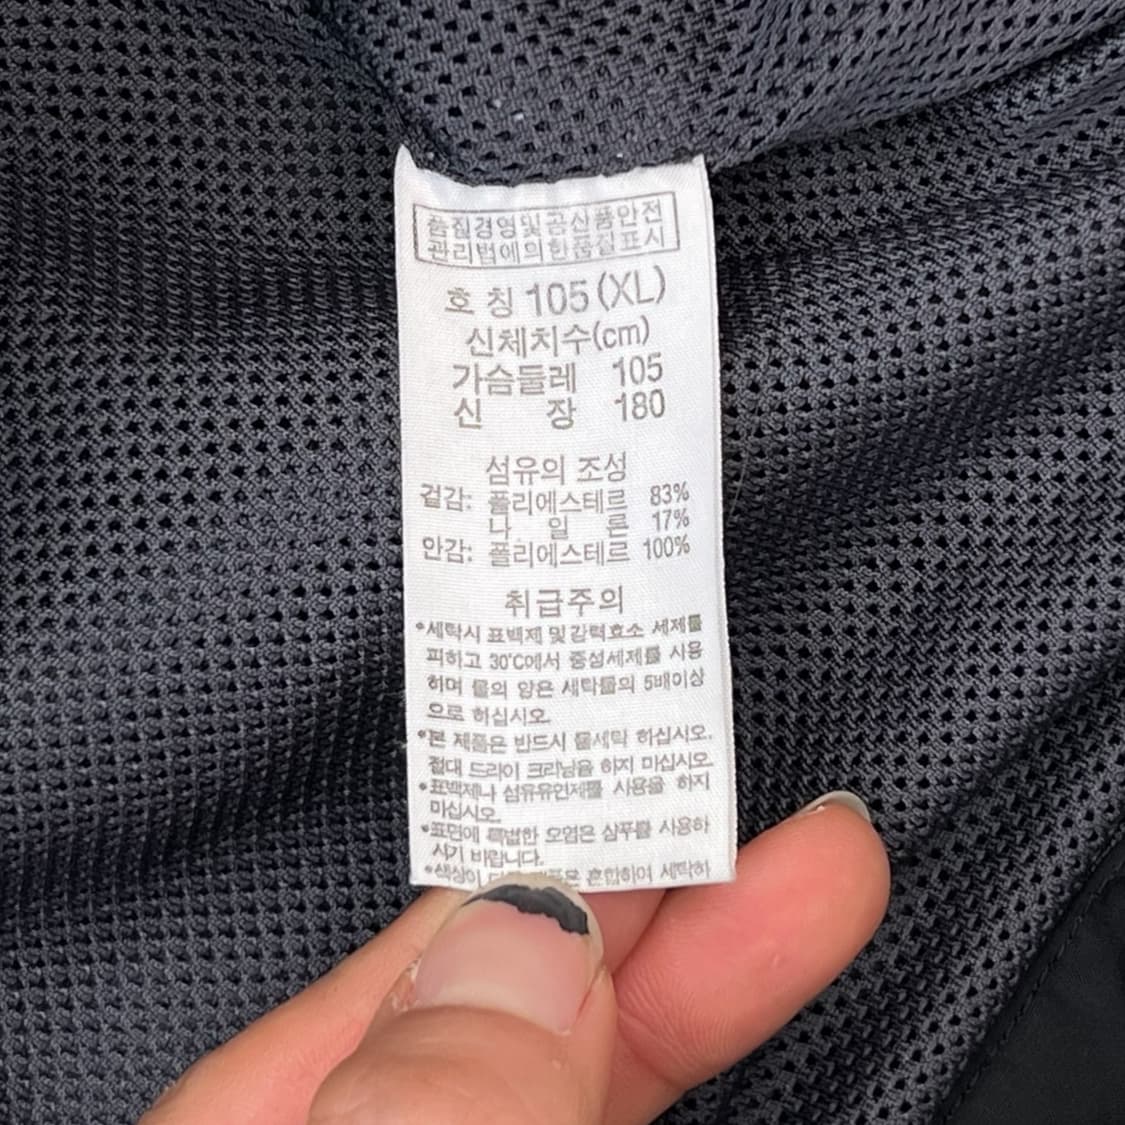 품질경영및공산품안전
관리법에의한품질표시
호 칭 105 (XL)
신체치수(cm)
가슴둘레 105
신 장 180
섬유의 조성
겉감: 폴리에스테르 83%
나 일 론 17%
안감: 폴리에스테르 100%
취급주의
*세탁시 표백제 및 강력효소 세제를
피하고 30°C에서 중성세제를 사용
하며 물의 양은 세탁물의 5배이상
으로 하십시오.
*본 제품은 반드시 물세탁 하십시오.
절대 드라이 크리닝을 하지 마십시오.
*표백제나 섬유유연제를 사용을 하지
마십시오.
*표면에 특별한 오염은 샴푸를 사용하
시기 바랍니다.
*색상이 혼합하여 세탁하